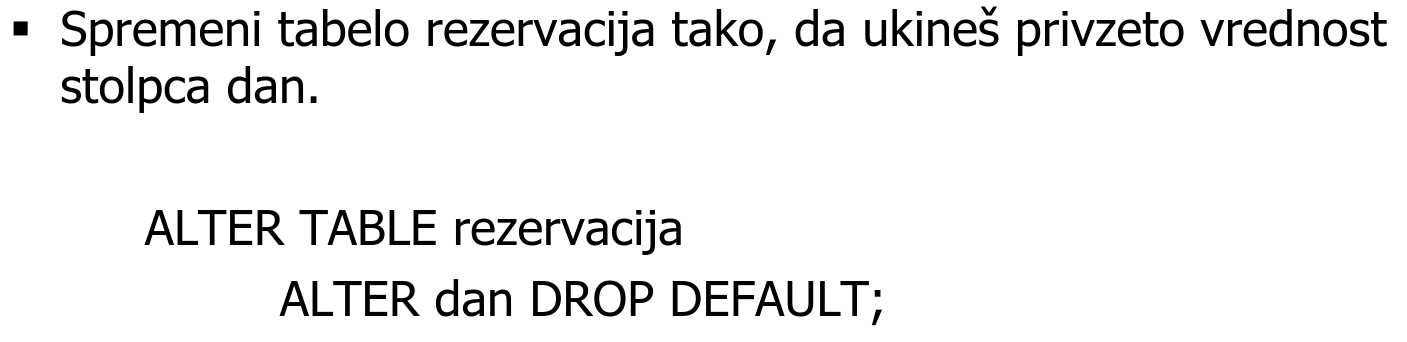 ▪ Spremeni tabelo rezervacija tako, da ukineš privzeto vrednost
stolpca dan.
ALTER TABLE rezervacija
ALTER dan DROP DEFAULT;